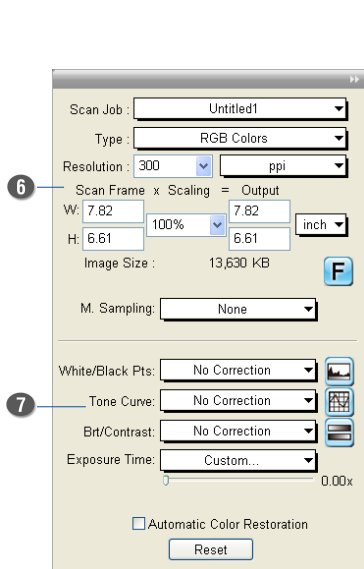 Scan Job : Untitled1
Type : RGB Colors
Resolution : 300 ppi
6
Scan Frame x Scaling = Output
W: 7.82 100% 7.82 inch
H: 6.61 6.61
Image Size : 13,630 KB
F
M. Sampling: None
White/Black Pts: No Correction
7
Tone Curve: No Correction
Brt/Contrast: No Correction
Exposure Time: Custom...
0.00x
Automatic Color Restoration
Reset